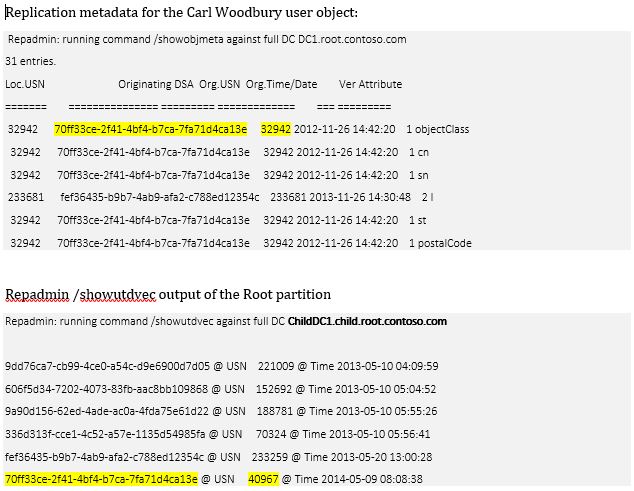 Replication metadata for the Carl Woodbury user object:
Repadmin: running command /showobjmeta against full DC DC1.root.contoso.com
31 entries.
Loc.USN Originating DSA Org.USN Org.Time/Date Ver Attribute
======= =============== ========= ============= === =========
32942 70ff33ce-2f41-4bf4-b7ca-7fa71d4ca13e 32942 2012-11-26 14:42:20 1 objectClass
32942 70ff33ce-2f41-4bf4-b7ca-7fa71d4ca13e 32942 2012-11-26 14:42:20 1 cn
32942 70ff33ce-2f41-4bf4-b7ca-7fa71d4ca13e 32942 2012-11-26 14:42:20 1 sn
233681 fef36435-b9b7-4ab9-afa2-c788ed12354c 233681 2013-11-26 14:30:48 2 l
32942 70ff33ce-2f41-4bf4-b7ca-7fa71d4ca13e 32942 2012-11-26 14:42:20 1 st
32942 70ff33ce-2f41-4bf4-b7ca-7fa71d4ca13e 32942 2012-11-26 14:42:20 1 postalCode
Repadmin /showutdvec output of the Root partition
Repadmin: running command /showutdvec against full DC ChildDC1.child.root.contoso.com
9dd76ca7-cb99-4ce0-a54c-d9e6900d7d05 @ USN 221009 @ Time 2013-05-10 04:09:59
606f5d34-7202-4073-83fb-aac8bb109868 @ USN 152692 @ Time 2013-05-10 05:04:52
9a90d156-62ed-4ade-ac0a-4fda75e61d22 @ USN 188781 @ Time 2013-05-10 05:55:26
336d313f-cce1-4c52-a57e-1135d54985fa @ USN 70324 @ Time 2013-05-10 05:56:41
fef36435-b9b7-4ab9-afa2-c788ed12354c @ USN 233259 @ Time 2013-05-20 13:00:28
70ff33ce-2f41-4bf4-b7ca-7fa71d4ca13e @ USN 40967 @ Time 2014-05-09 08:08:38